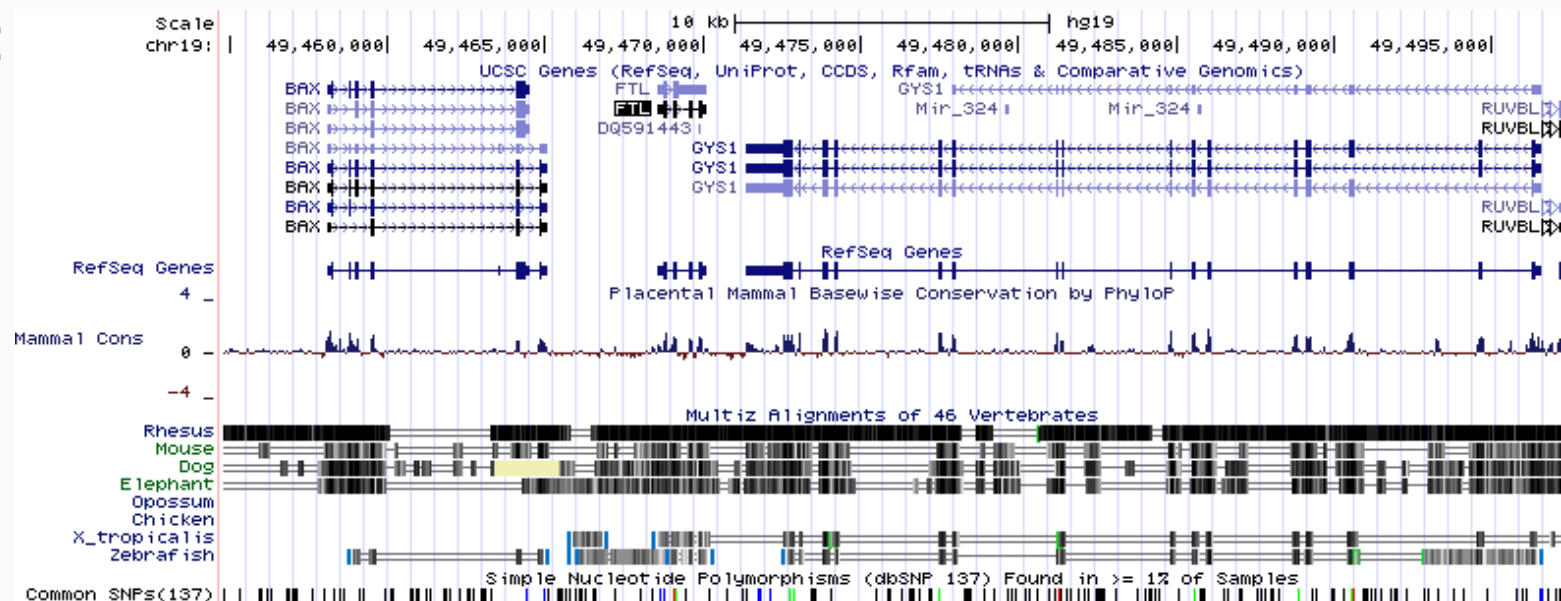 Scale 10 kb hg19
chr19: 49,460,000 49,465,000 49,470,000 49,475,000 49,480,000 49,485,000 49,490,000 49,495,000
UCSC Genes (RefSeq, UniProt, CCDS, Rfam, tRNAs & Comparative Genomics)
BAX FTL GYS1
BAX FTL Mir_324 Mir_324 RUVBL
BAX DQ591443 RUVBL
BAX GYS1
BAX GYS1
BAX GYS1
BAX RUVBL
BAX RUVBL
RefSeq Genes
RefSeq Genes
4 _
Placental Mammal Basewise Conservation by PhyloP
Mammal Cons
0 -
-4 _
Multiz Alignments of 46 Vertebrates
Rhesus
Mouse
Dog
Elephant
Opossum
Chicken
X_tropicalis
Zebrafish
Simple Nucleotide Polymorphisms (dbSNP 137) Found in >= 1% of Samples
Common SNPs(137)